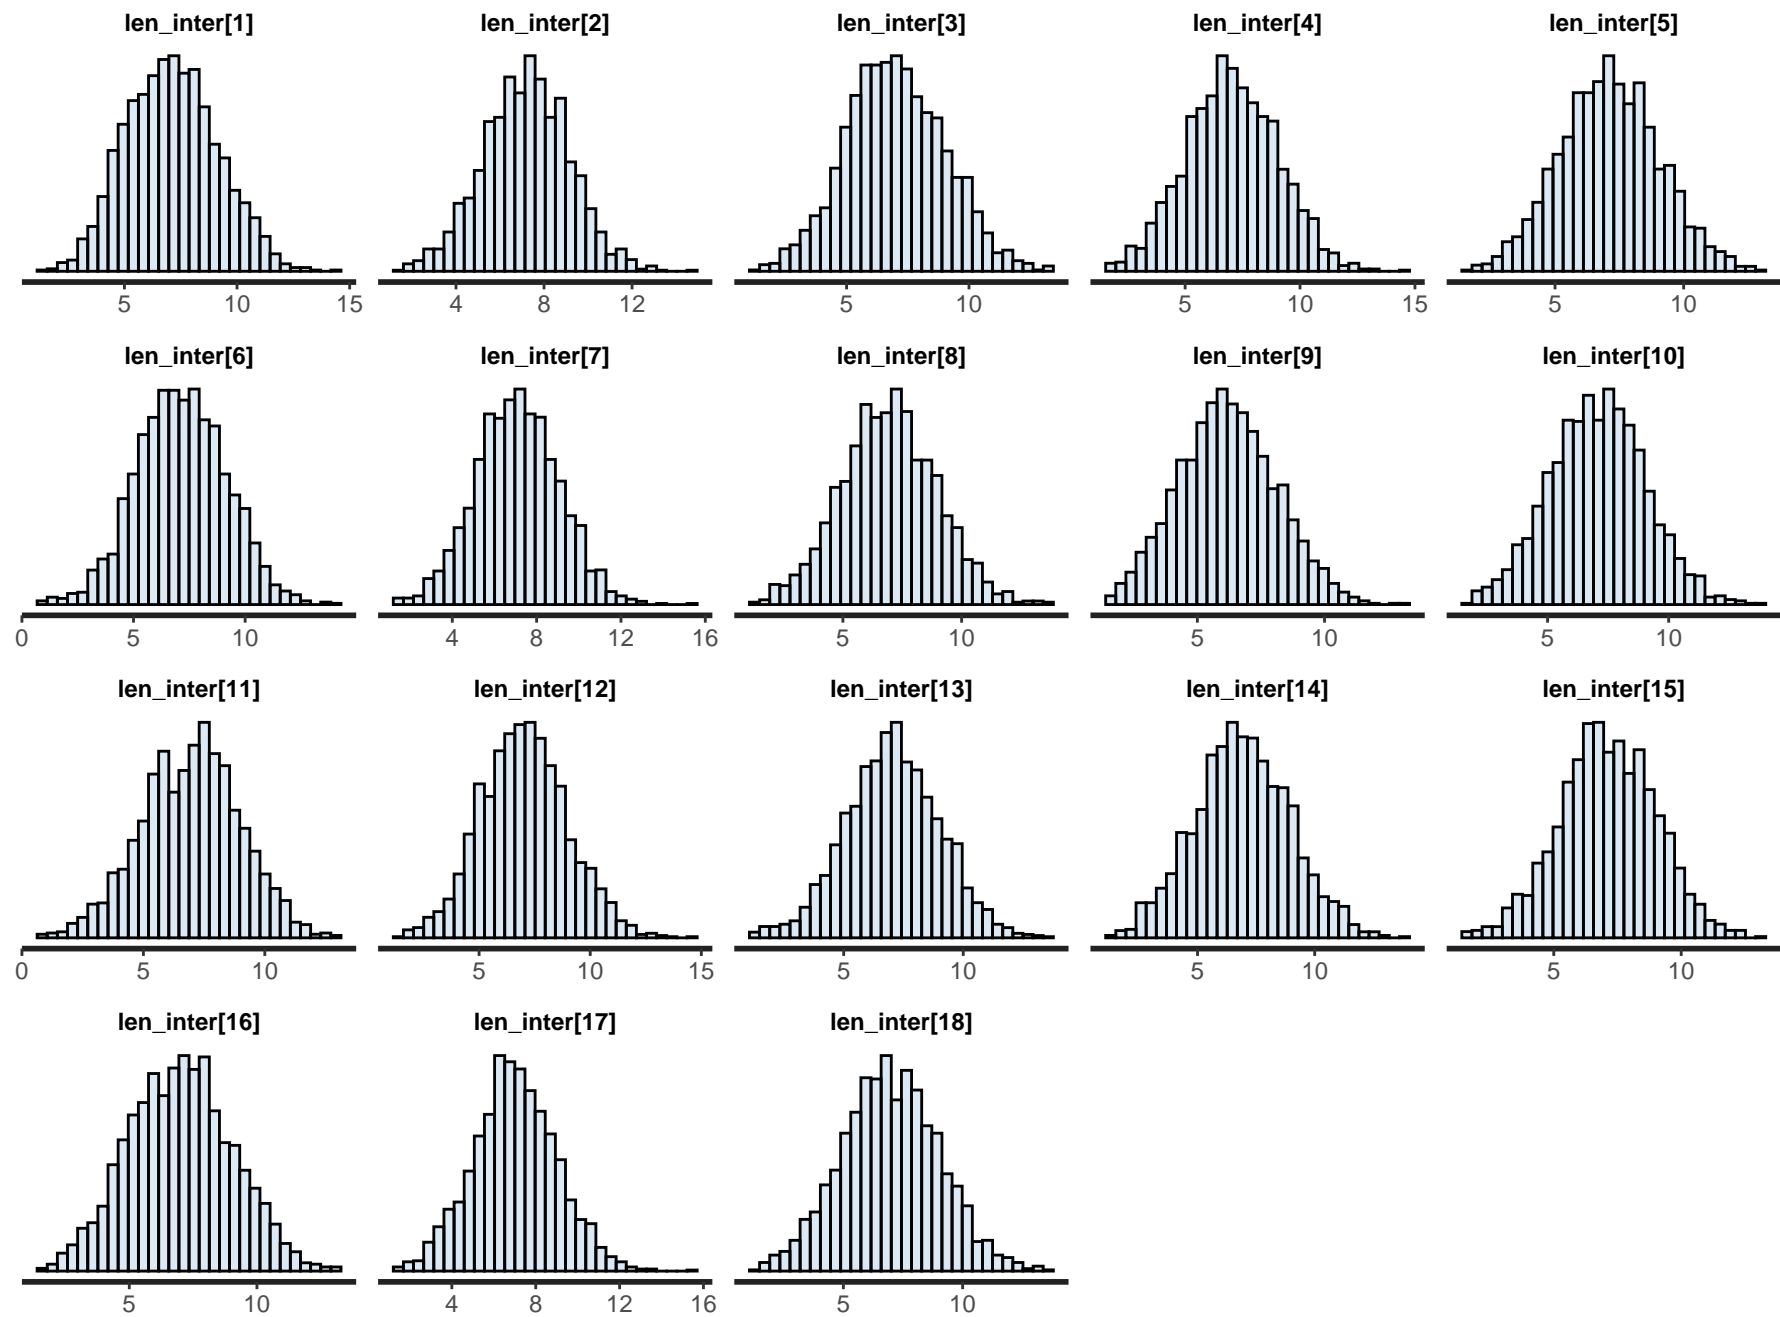 len_inter[1] len_inter[2] len_inter[3] len_inter[4] len_inter[5]
5 10 15 4 8 12 5 10 5 10 15 5 10
len_inter[6] len_inter[7] len_inter[8] len_inter[9] len_inter[10]
0 5 10 4 8 12 16 5 10 5 10 5 10
len_inter[11] len_inter[12] len_inter[13] len_inter[14] len_inter[15]
0 5 10 5 10 15 5 10 5 10 5 10
len_inter[16] len_inter[17] len_inter[18]
5 10 4 8 12 16 5 10